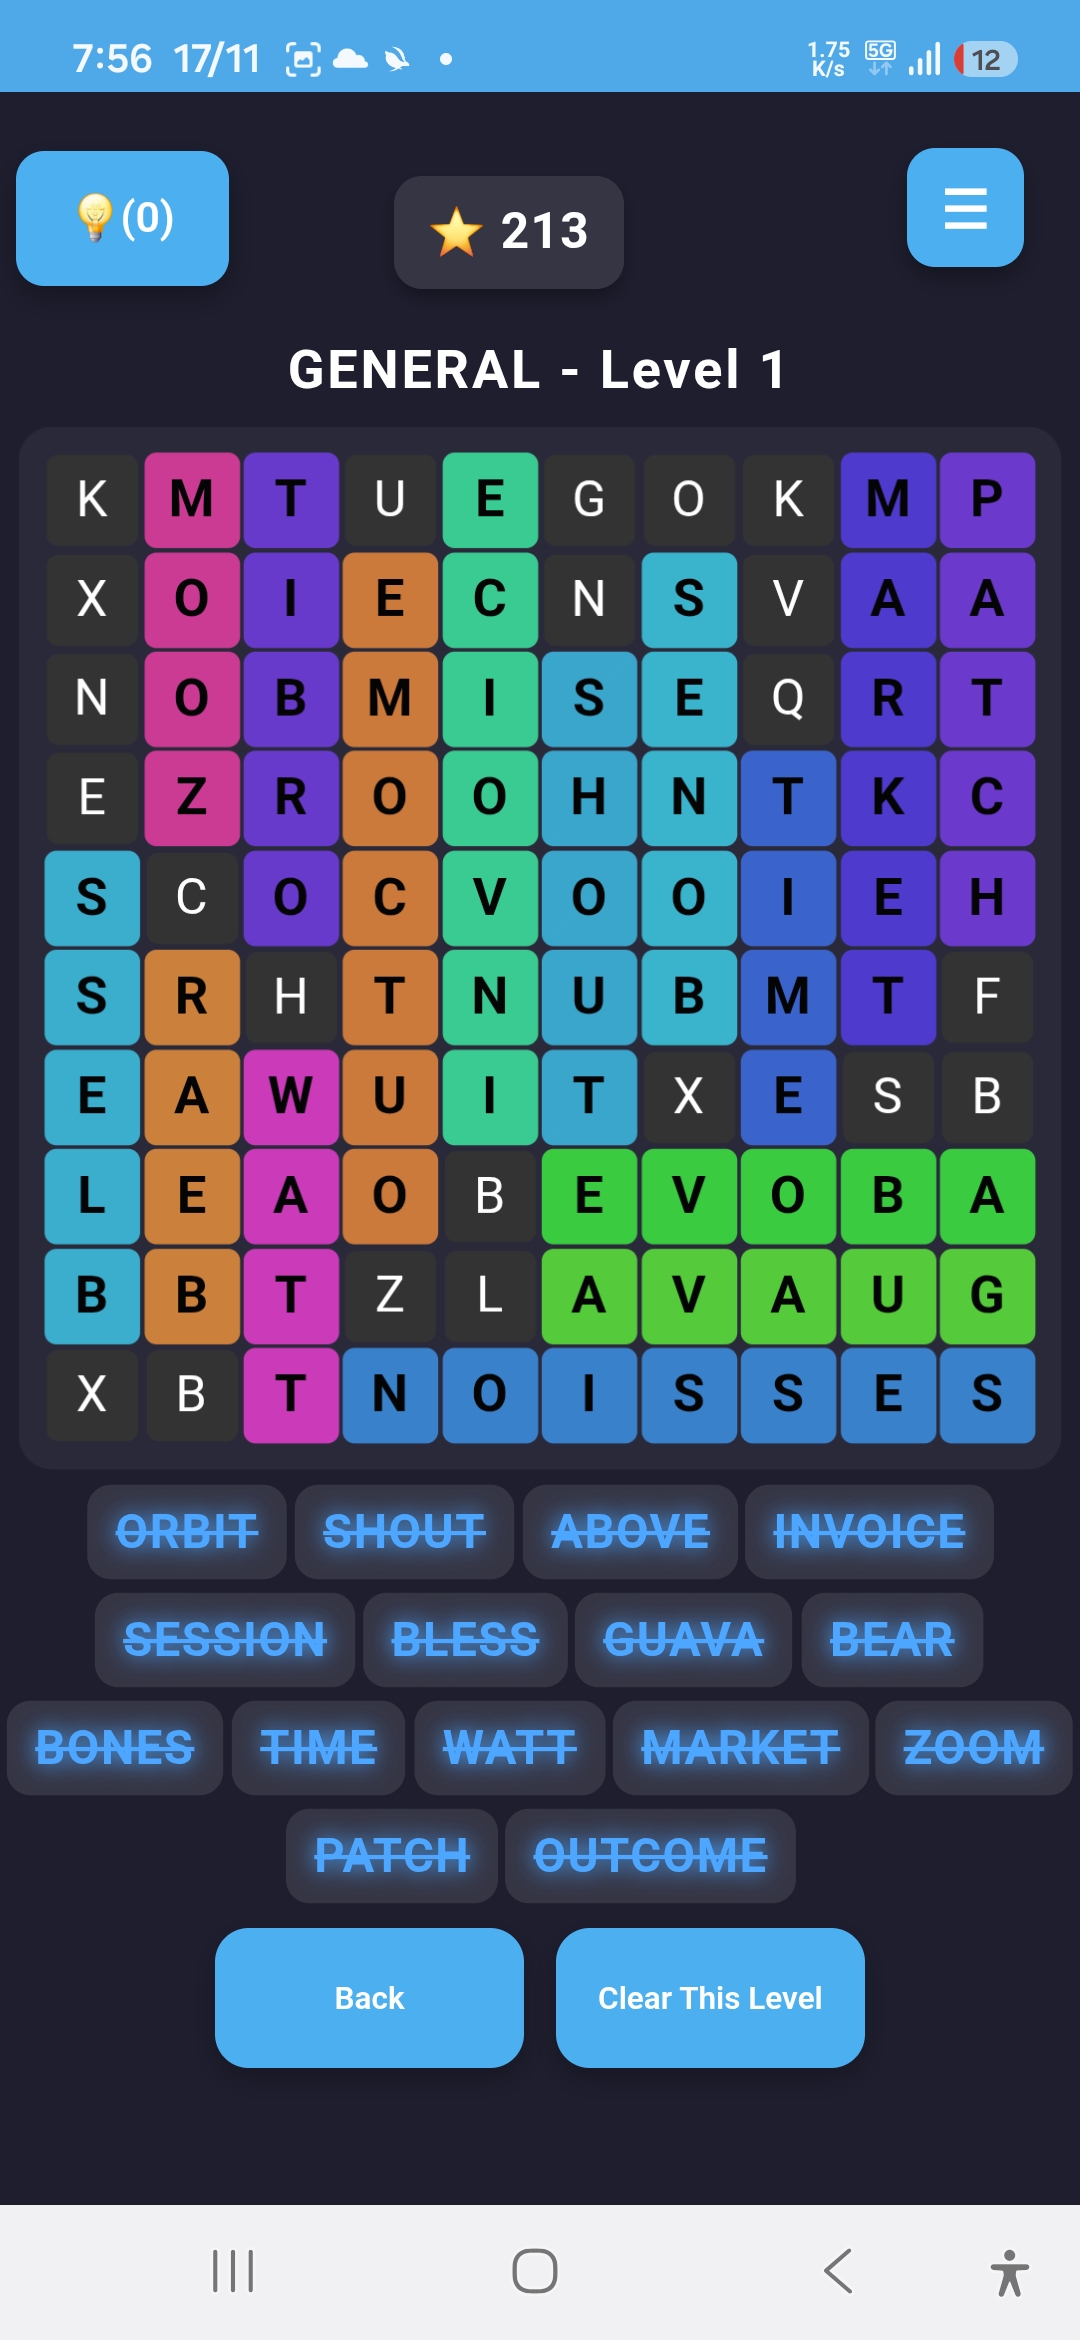 7:56 17/11 1.75 K/s 5G 12
(0)
213
GENERAL - Level 1
K M T U E G O K M P
X O I E C N S V A A
N O B M I S E Q R T
E Z R O O H N T K C
S C O C V O O I E H
S R H T N U B M T F
E A W U I T X E S B
L E A O B E V O B A
B B T Z L A V A U G
X B T N O I S S E S
ORBIT SHOUT ABOVE INVOICE
SESSION BLESS GUAVA BEAR
BONES TIME WATT MARKET ZOOM
PATCH OUTCOME
Back Clear This Level